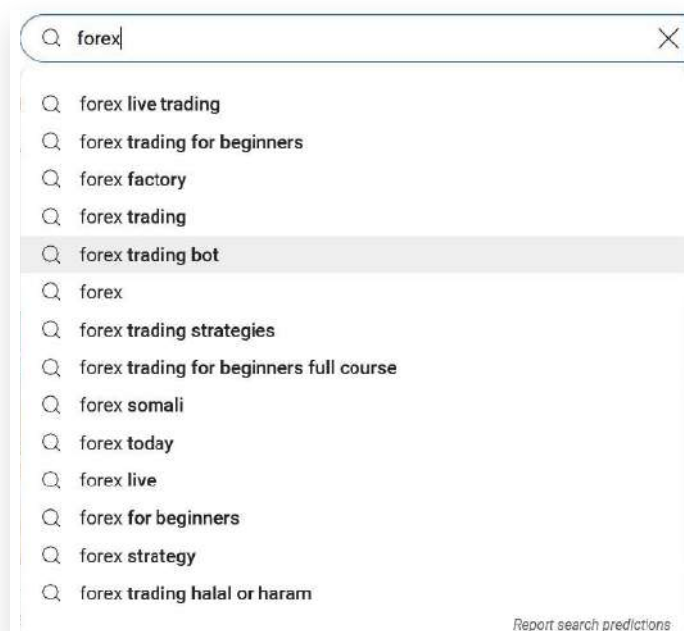 forex
forex live trading
forex trading for beginners
forex factory
forex trading
forex trading bot
forex
forex trading strategies
forex trading for beginners full course
forex somali
forex today
forex live
forex for beginners
forex strategy
forex trading halal or haram
Report search predictions